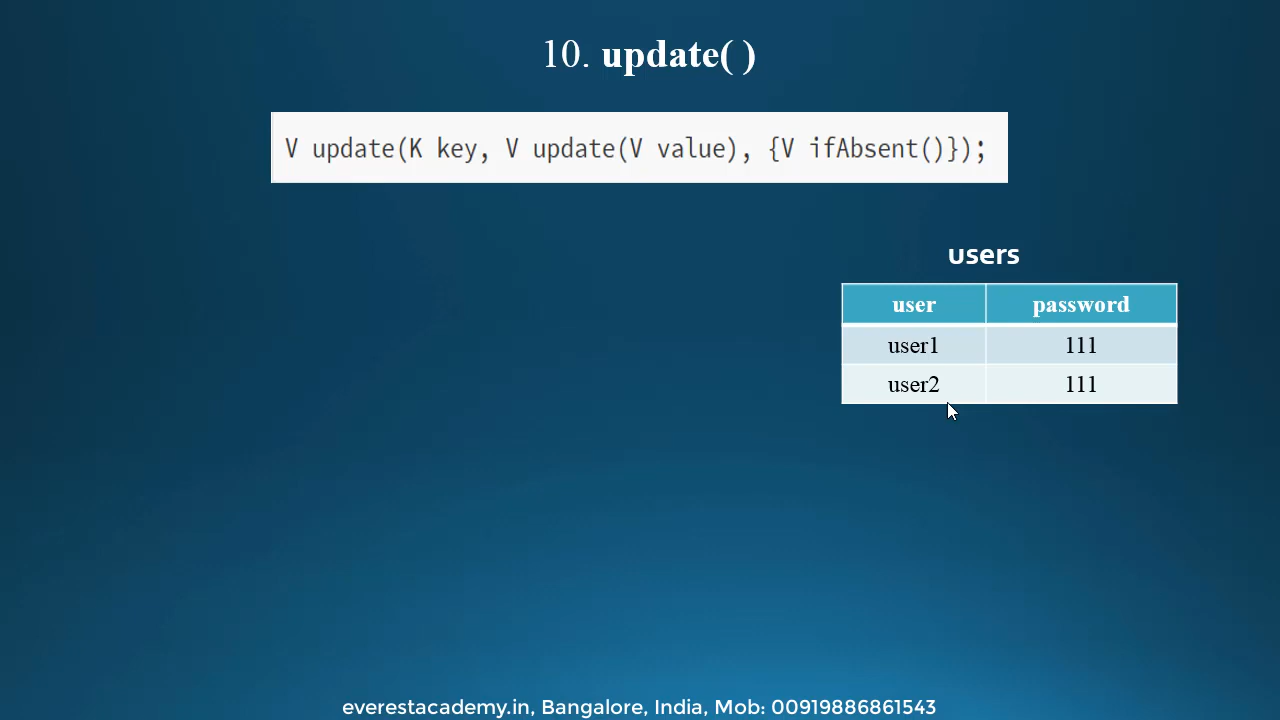 10. update( )
V update(K key, V update(V value), {V ifAbsent()});
users
user password
user1 111
user2 111
everestacademy.in, Bangalore, India, Mob: 00919886861543